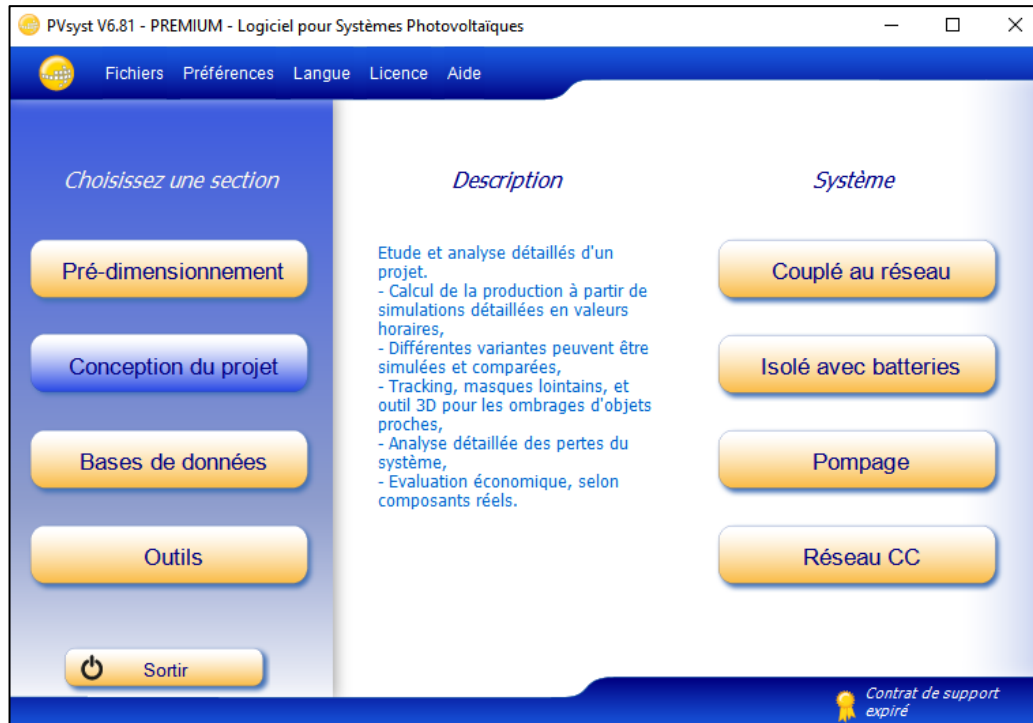 PVsyst V6.81 - PREMIUM - Logiciel pour Systèmes Photovoltaïques
Fichiers Préférences Langue Licence Aide
Choisissez une section
Pré-dimensionnement
Conception du projet
Bases de données
Outils
Sortir
Description
Etude et analyse détaillés d'un
projet.
- Calcul de la production à partir de
simulations détaillées en valeurs
horaires,
- Différentes variantes peuvent être
simulées et comparées,
- Tracking, masques lointains, et
outil 3D pour les ombrages d'objets
proches,
- Analyse détaillée des pertes du
système,
- Evaluation économique, selon
composants réels.
Système
Couplé au réseau
Isolé avec batteries
Pompage
Réseau CC
Contrat de support
expiré